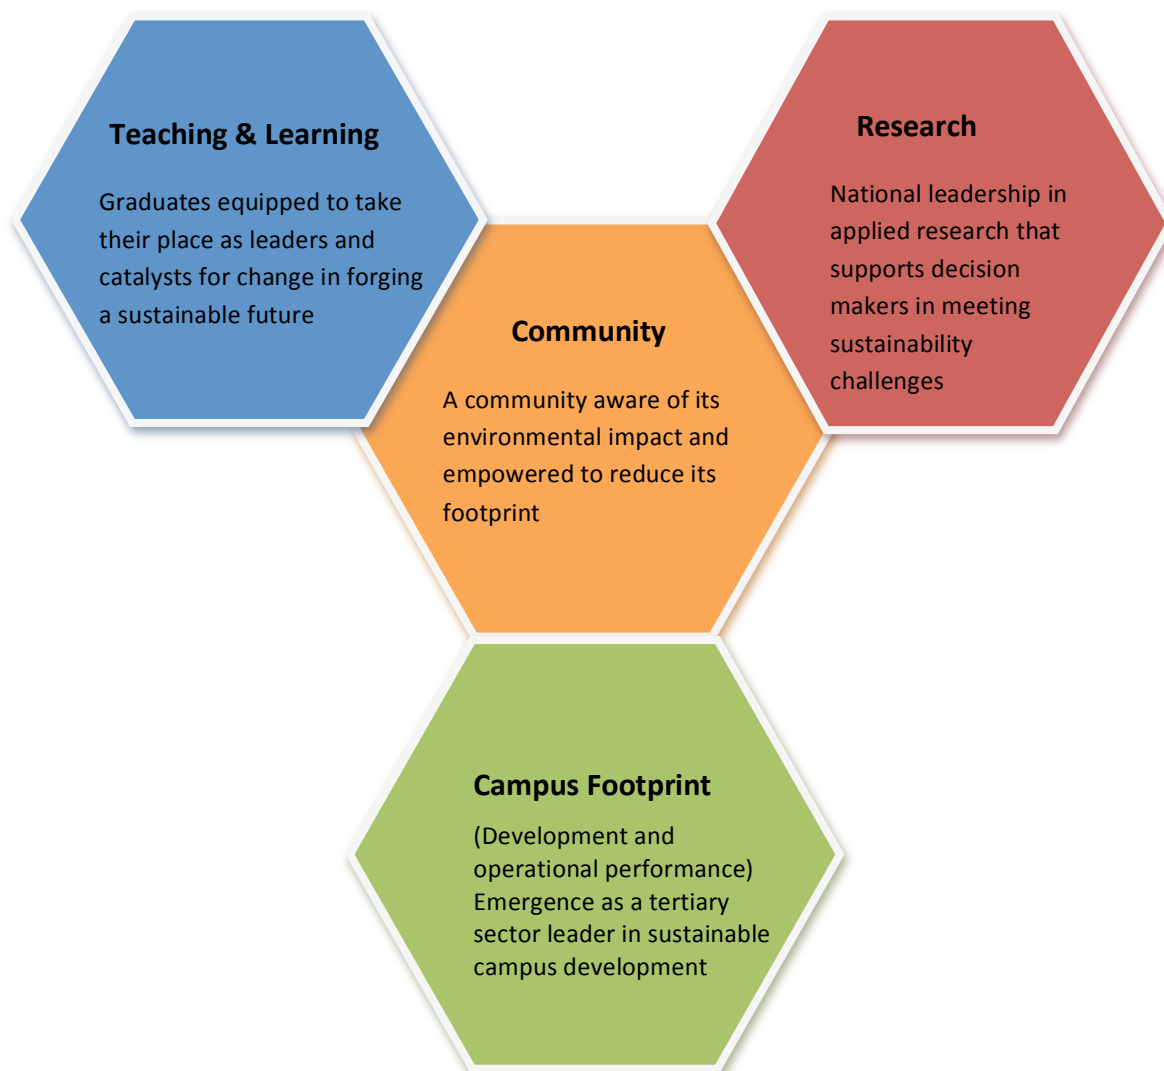 Teaching & Learning
Graduates equipped to take
their place as leaders and
catalysts for change in forging
a sustainable future
Research
National leadership in
applied research that
supports decision
makers in meeting
sustainability
challenges
Community
A community aware of its
environmental impact and
empowered to reduce its
footprint
Campus Footprint
(Development and
operational performance)
Emergence as a tertiary
sector leader in sustainable
campus development